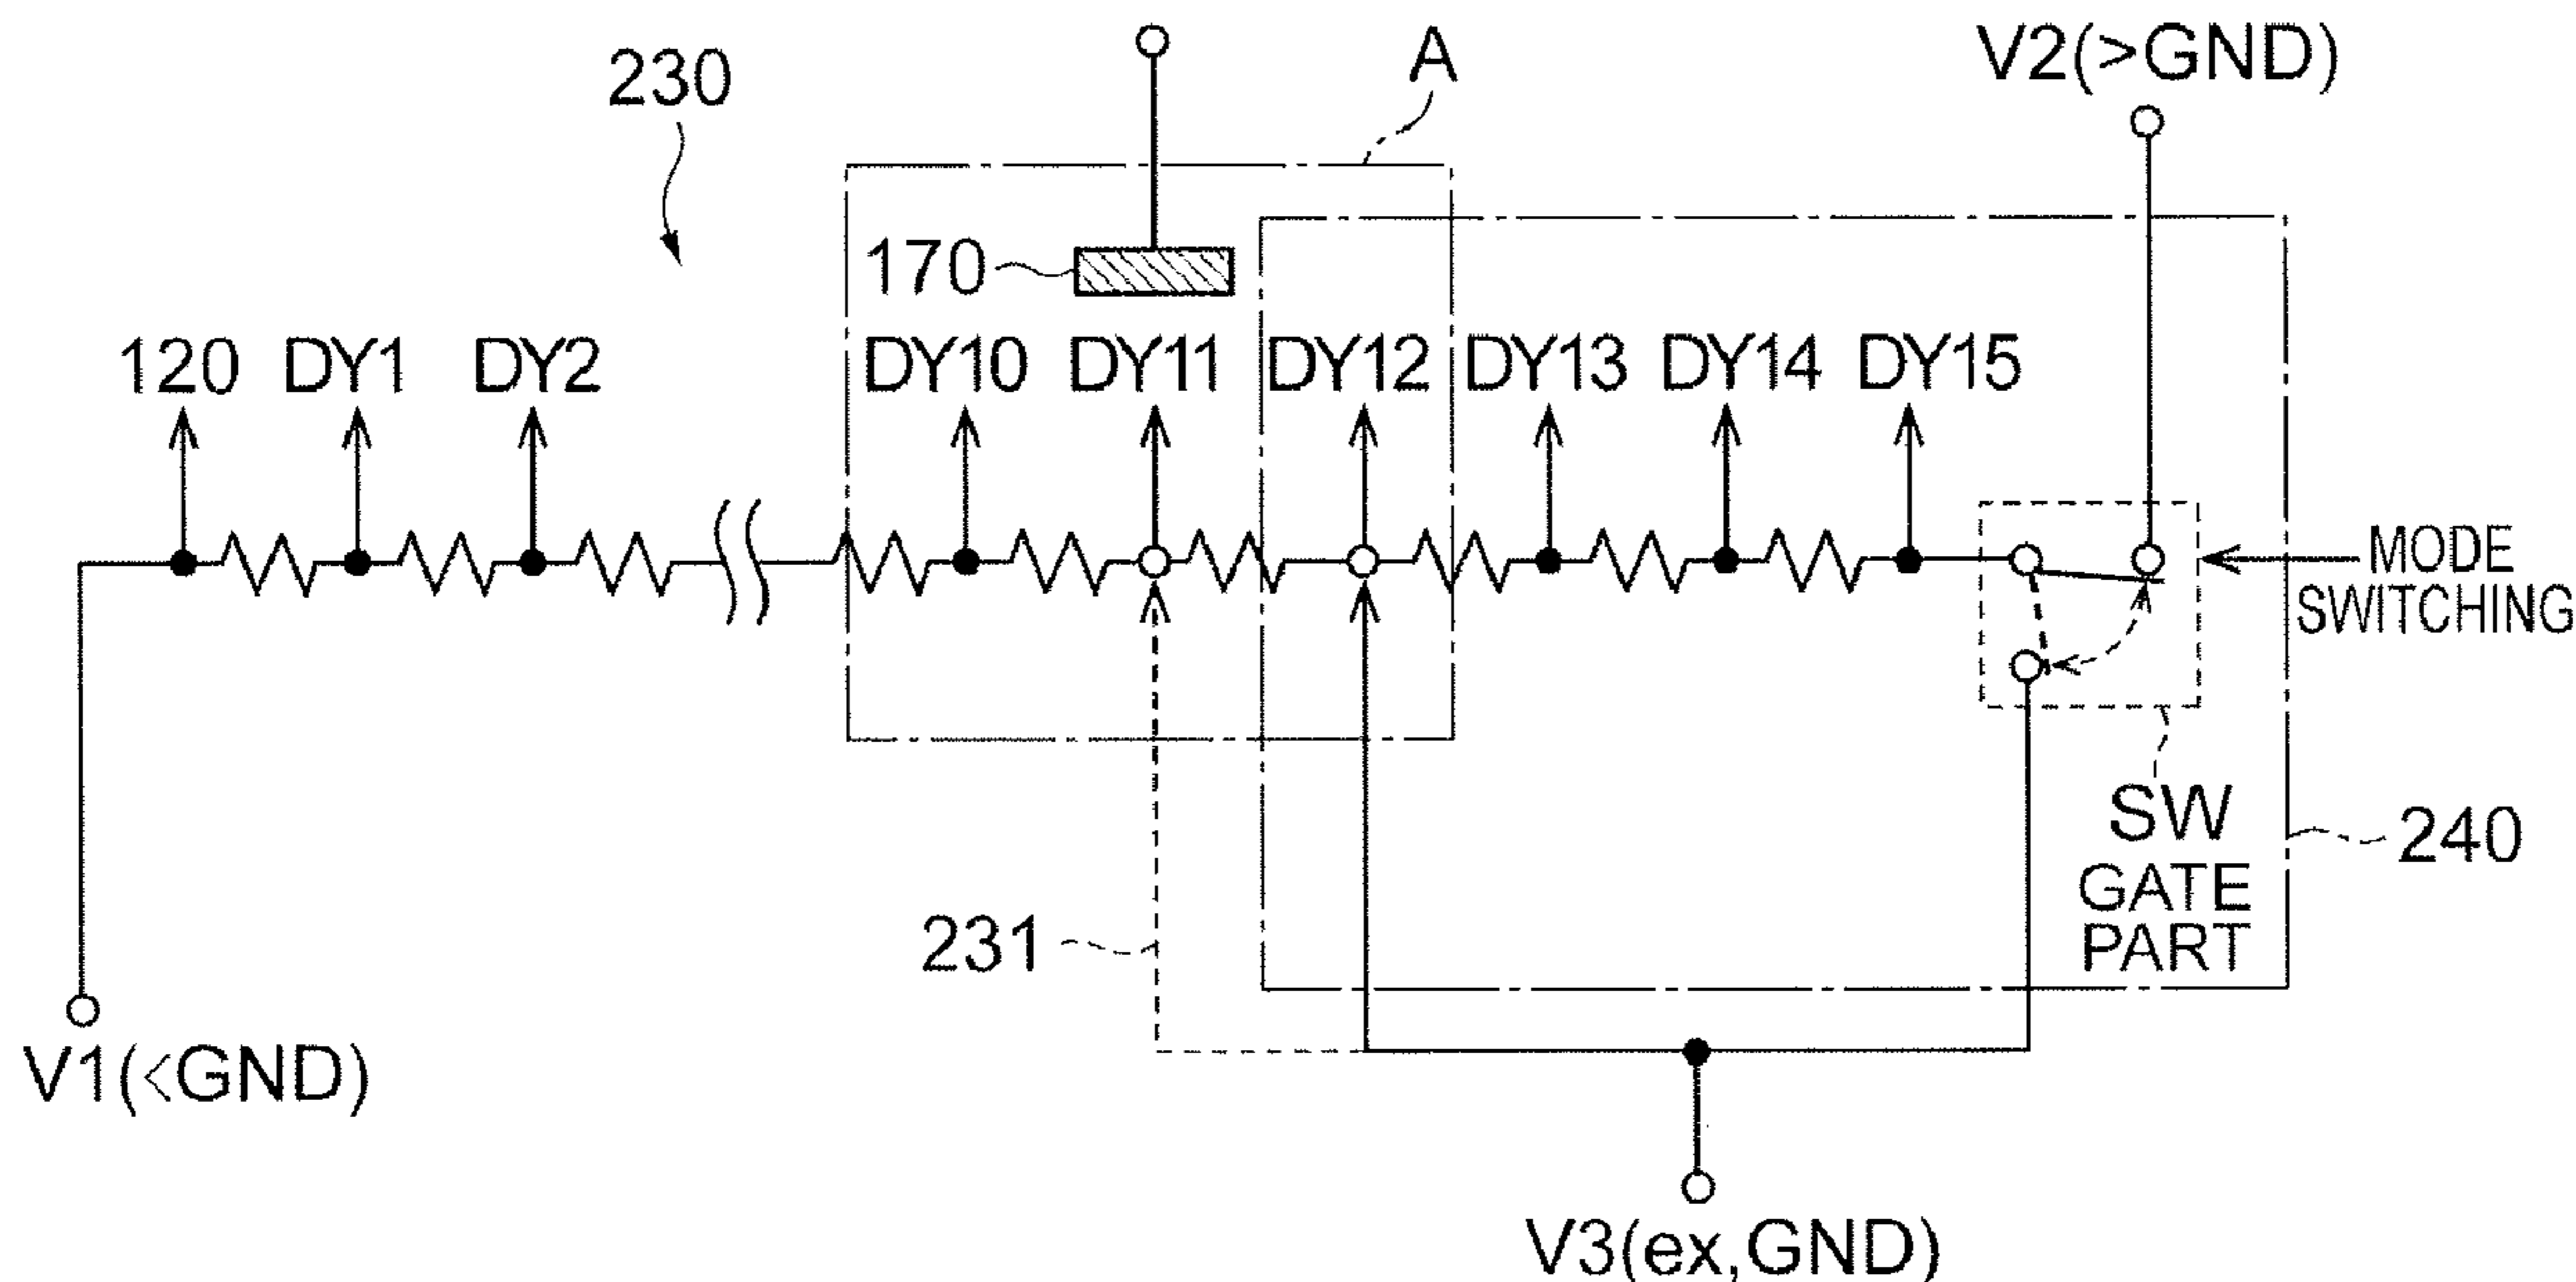 230
A
V2(>GND)
170
120 DY1 DY2 DY10 DY11 DY12 DY13 DY14 DY15
MODE
SWITCHING
SW
GATE
PART
240
231
V1(<GND)
V3(ex,GND)